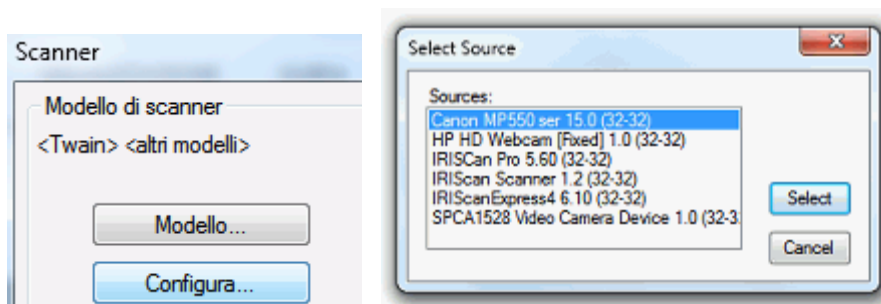 Scanner
Modello di scanner
<Twain> <altri modelli>
Modello...
Configura...
Select Source
Sources:
Canon MP550 ser 15.0 (32-32)
HP HD Webcam [Fixed] 1.0 (32-32)
IRISCan Pro 5.60 (32-32)
IRIScan Scanner 1.2 (32-32)
IRIScanExpress4 6.10 (32-32)
SPCA1528 Video Camera Device 1.0 (32-3
Select
Cancel